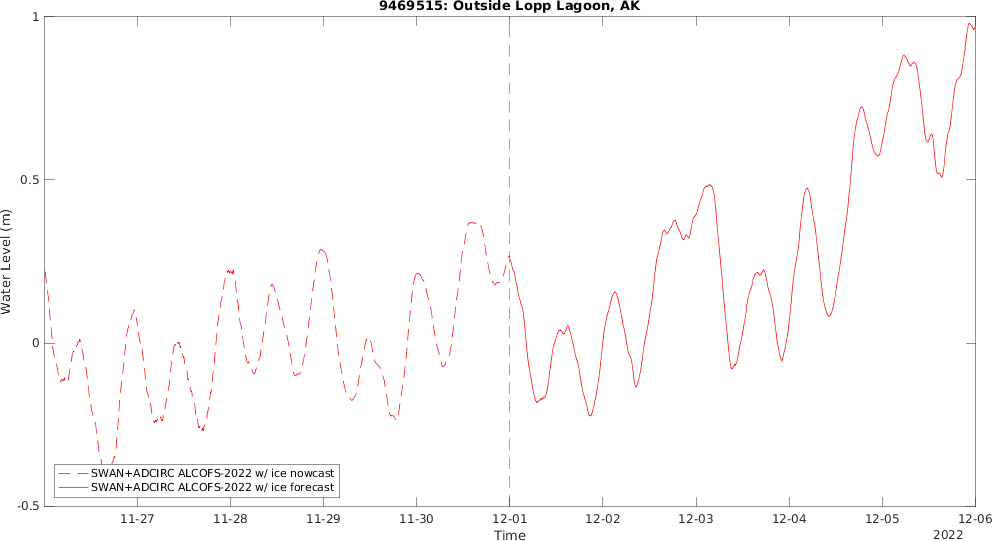 9469515: Outside Lopp Lagoon, AK
1
0.5
0
-0.5
Water Level (m)
SWAN+ADCIRC ALCOFS-2022 w/ ice nowcast
SWAN+ADCIRC ALCOFS-2022 w/ ice forecast
11-27 11-28 11-29 11-30 12-01 12-02 12-03 12-04 12-05 12-06
Time
2022